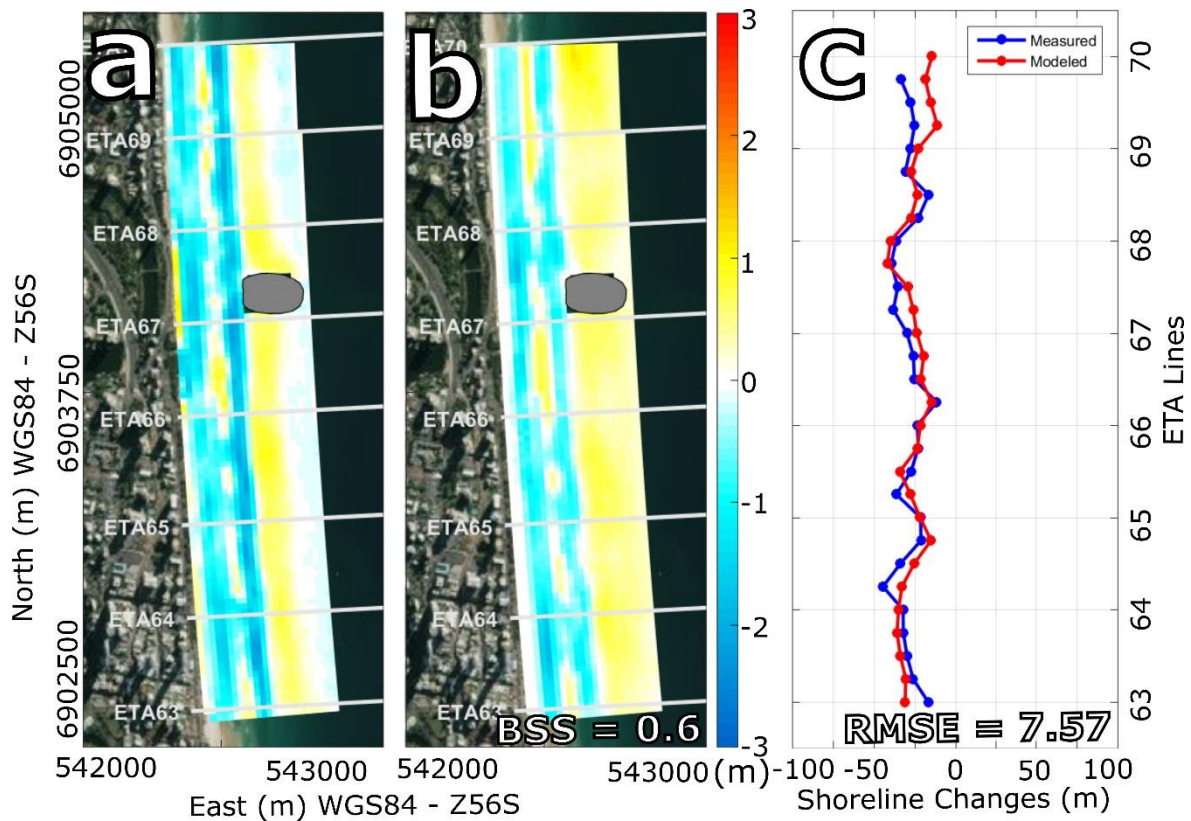 a
b
c
ETA69
ETA68
ETA67
ETA66
ETA65
ETA64
ETA63
6905000
6903750
6902500
North (m) WGS84 - Z56S
BSS = 0.6
3
2
1
0
-1
-2
-3
(m)
542000
543000
543000
East (m) WGS84 - Z56S
Measured
Modeled
70
69
68
67
66
65
64
63
ETA Lines
RMSE = 7.57
-100
-50
0
50
100
Shoreline Changes (m)
ETA69
ETA68
ETA67
ETA66
ETA65
ETA64